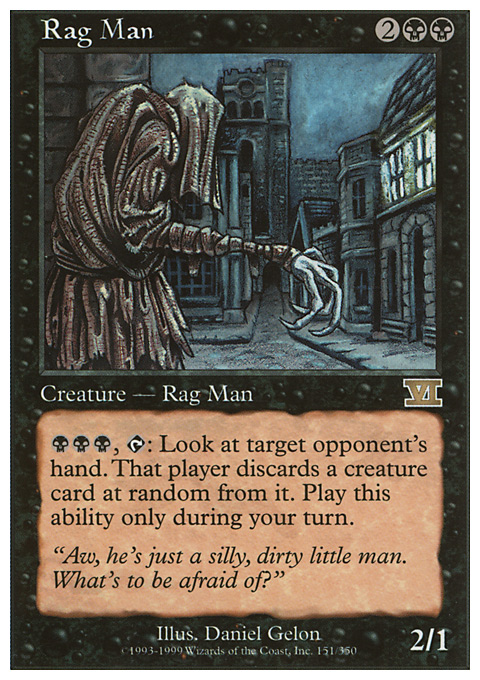 Rag Man 2
Creature — Rag Man VI
, : Look at target opponent's
hand. That player discards a creature
card at random from it. Play this
ability only during your turn.
“Aw, he's just a silly, dirty little man.
What's to be afraid of?”
Illus. Daniel Gelon
©1993-1999 Wizards of the Coast, Inc. 151/350
2/1